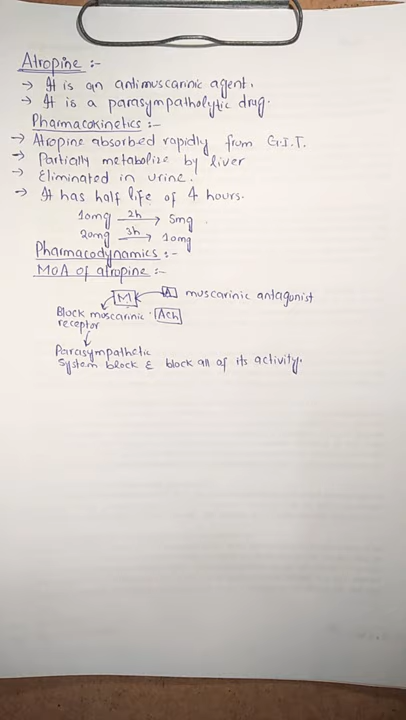 Atropine :-
→ It is an antimuscarinic agent.
→ It is a parasympatholytic drug.
Pharmacokinetics :-
→ Atropine absorbed rapidly from G.I.T.
→ Partially metabolize by liver
→ Eliminated in urine.
→ It has half life of 4 hours.
10mg 2h → 5mg
20mg 3h → 10mg
Pharmacodynamics :-
MOA of atropine :-
M ← A muscarinic antagonist
Block moscarinic · Ach
receptor
↓
Parasympathetic
System block & block all of its activity.